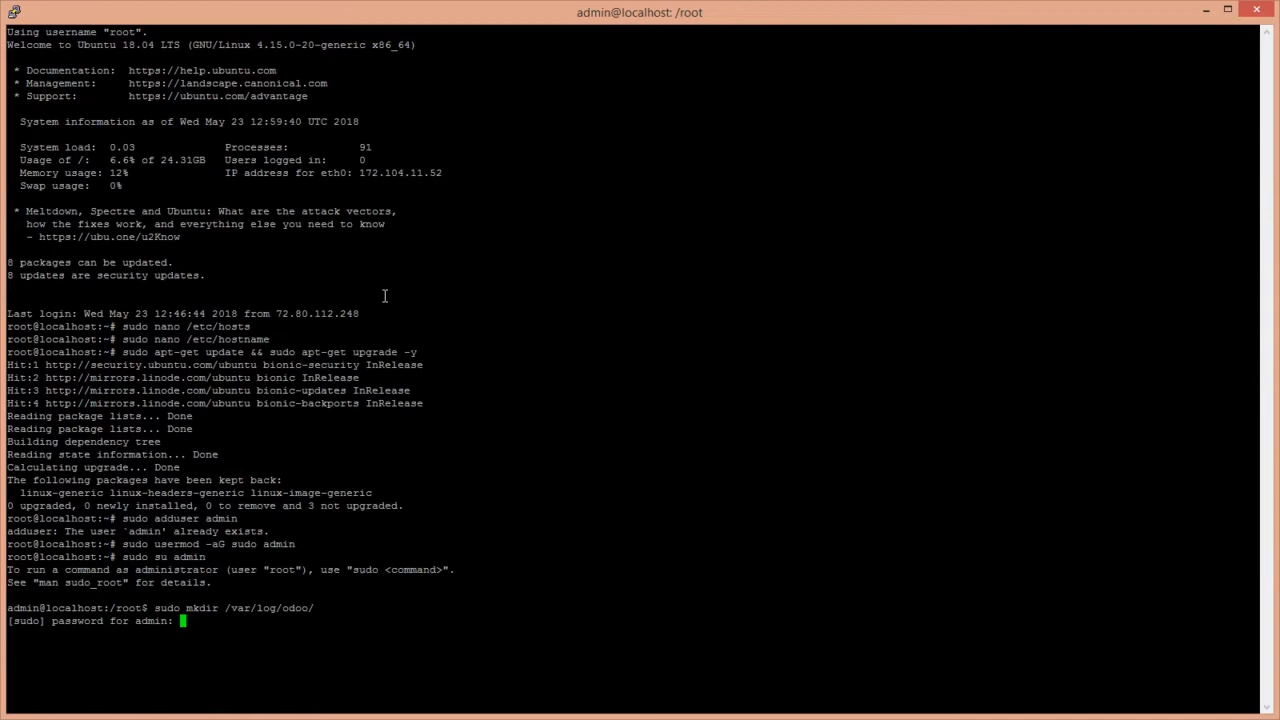 admin@localhost: /root
Using username "root".
Welcome to Ubuntu 18.04 LTS (GNU/Linux 4.15.0-20-generic x86_64)
* Documentation:  https://help.ubuntu.com
* Management:     https://landscape.canonical.com
* Support:        https://ubuntu.com/advantage
System information as of Wed May 23 12:59:40 UTC 2018
System load:  0.03              Processes:           91
Usage of /:   6.6% of 24.31GB   Users logged in:     0
Memory usage: 12%               IP address for eth0: 172.104.11.52
Swap usage:   0%
* Meltdown, Spectre and Ubuntu: What are the attack vectors,
how the fixes work, and everything else you need to know
- https://ubu.one/u2Know
8 packages can be updated.
8 updates are security updates.
Last login: Wed May 23 12:46:44 2018 from 72.80.112.248
root@localhost:~# sudo nano /etc/hosts
root@localhost:~# sudo nano /etc/hostname
root@localhost:~# sudo apt-get update && sudo apt-get upgrade -y
Hit:1 http://security.ubuntu.com/ubuntu bionic-security InRelease
Hit:2 http://mirrors.linode.com/ubuntu bionic InRelease
Hit:3 http://mirrors.linode.com/ubuntu bionic-updates InRelease
Hit:4 http://mirrors.linode.com/ubuntu bionic-backports InRelease
Reading package lists... Done
Reading package lists... Done
Building dependency tree
Reading state information... Done
Calculating upgrade... Done
The following packages have been kept back:
linux-generic linux-headers-generic linux-image-generic
0 upgraded, 0 newly installed, 0 to remove and 3 not upgraded.
root@localhost:~# sudo adduser admin
adduser: The user `admin' already exists.
root@localhost:~# sudo usermod -aG sudo admin
root@localhost:~# sudo su admin
To run a command as administrator (user "root"), use "sudo <command>".
See "man sudo_root" for details.
admin@localhost:/root$ sudo mkdir /var/log/odoo/
[sudo] password for admin: